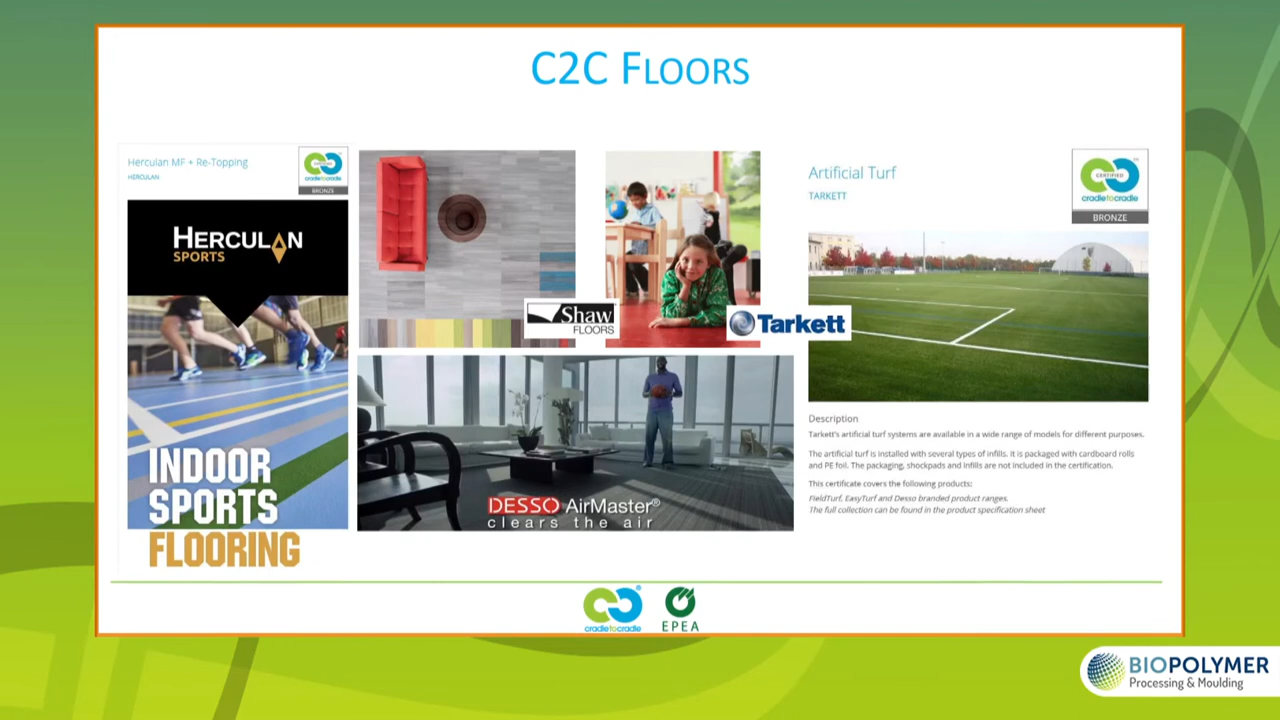 C2C FLOORS
Herculan MF + Re-Topping
HERCULAN
CERTIFIED
cradletocradle
BRONZE
HERCULAN
SPORTS
INDOOR
SPORTS
FLOORING
Shaw
FLOORS
Tarkett
DESSO AirMaster®
clears the air
Artificial Turf
TARKETT
CERTIFIED
cradletocradle
BRONZE
Description
Tarkett's artificial turf systems are available in a wide range of models for different purposes.
The artificial turf is installed with several types of infills. It is packaged with cardboard rolls
and PE foil. The packaging, shockpads and infills are not included in the certification.
This certificate covers the following products:
FieldTurf, EasyTurf and Desso branded product ranges.
The full collection can be found in the product specification sheet
cradletocradle
®
EPEA
BIOPOLYMER
Processing & Moulding